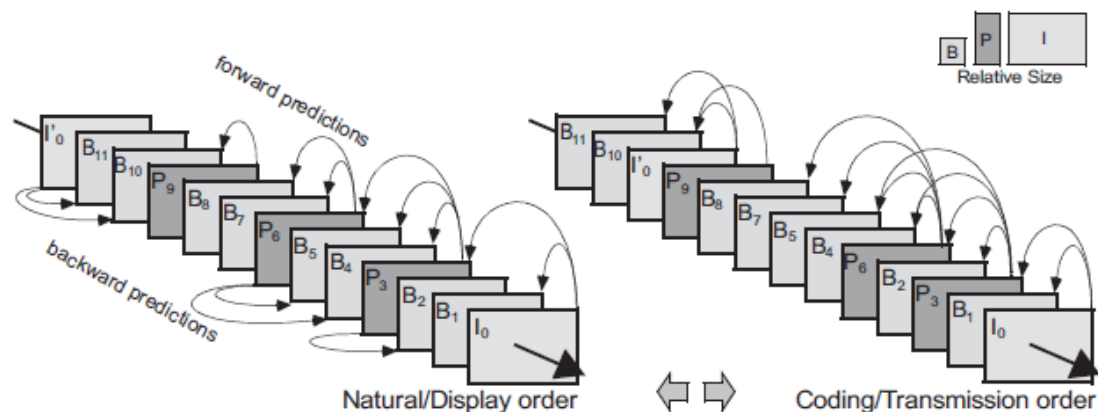 B P I
Relative Size
forward predictions
I'0
B11
B10
P9
B8
B7
P6
B5
B4
P3
B2
B1
I0
backward predictions
Natural/Display order
B11
B10
I'0
P9
B8
B7
B5
B4
P6
B2
P3
B1
I0
Coding/Transmission order